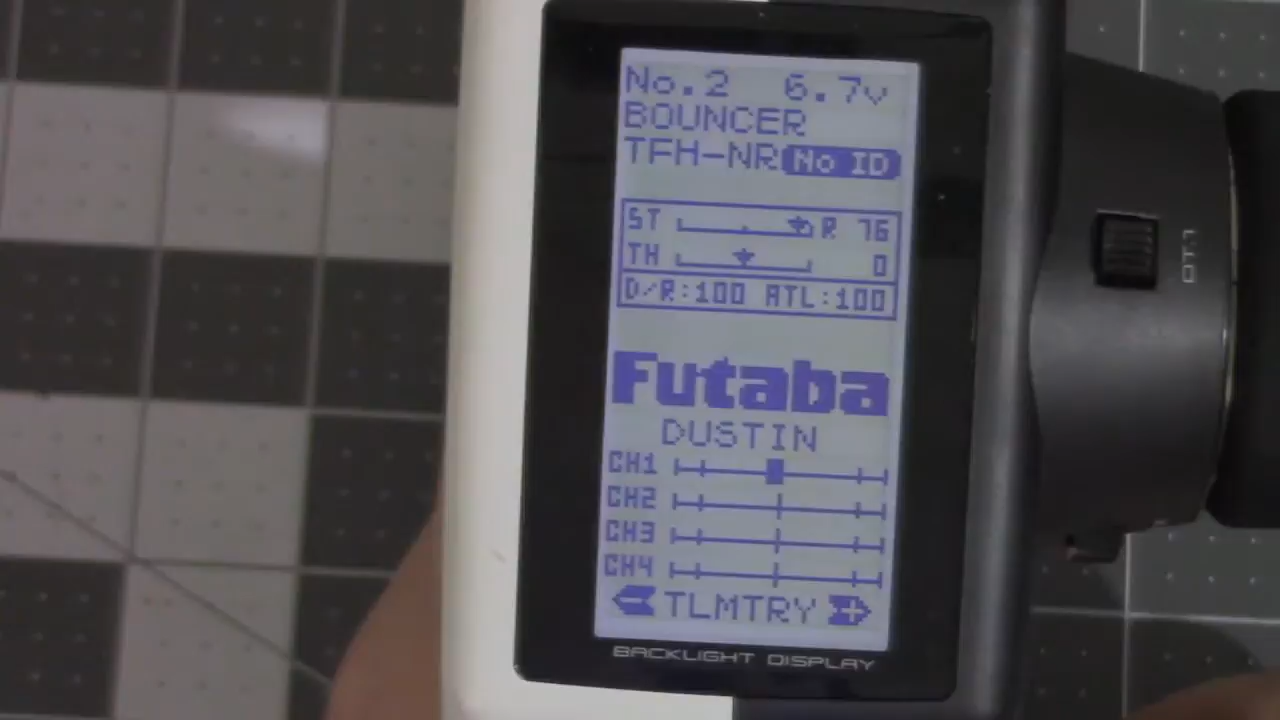 No.2 6.7v
BOUNCER
TFH-NR No ID
ST R 76
TH 0
D/R:100 ATL:100
Futaba
DUSTIN
CH1
CH2
CH3
CH4
TLMTRY +
BACKLIGHT DISPLAY
DT1